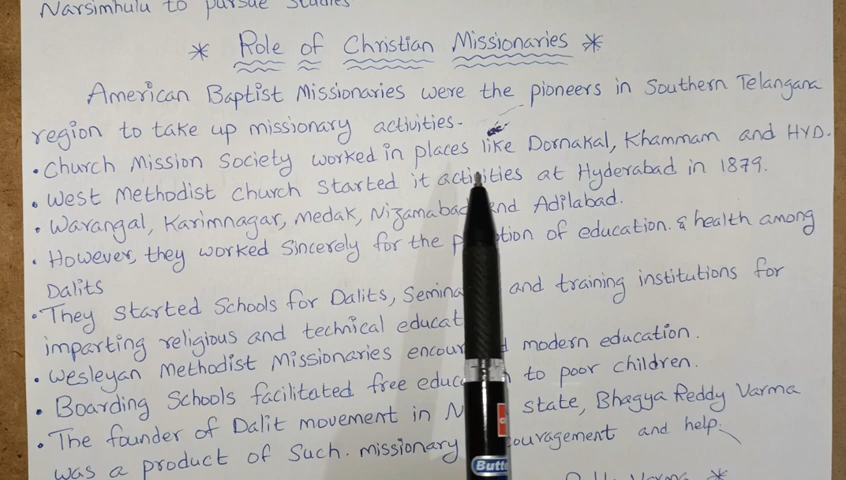 Narsimhulu to pursue studies
* Role of Christian Missionaries *
American Baptist Missionaries were the pioneers in Southern Telangana
region to take up missionary activities.
• Church Mission Society worked in places like Dornakal, Khammam and HYD.
• West Methodist Church Started it activities at Hyderabad in 1879.
• Warangal, Karimnagar, Medak, Nizamabad and Adilabad.
• However, they worked Sincerely for the of education. & health among
Dalits
• They started Schools for Dalits, and training institutions for
imparting religious and technical
• Wesleyan Methodist Missionaries modern education.
• Boarding Schools facilitated free to poor children.
• The founder of Dalit movement in state, Bhagya Reddy Varma
was a product of Such. missionary and help.
Varma *
Butt